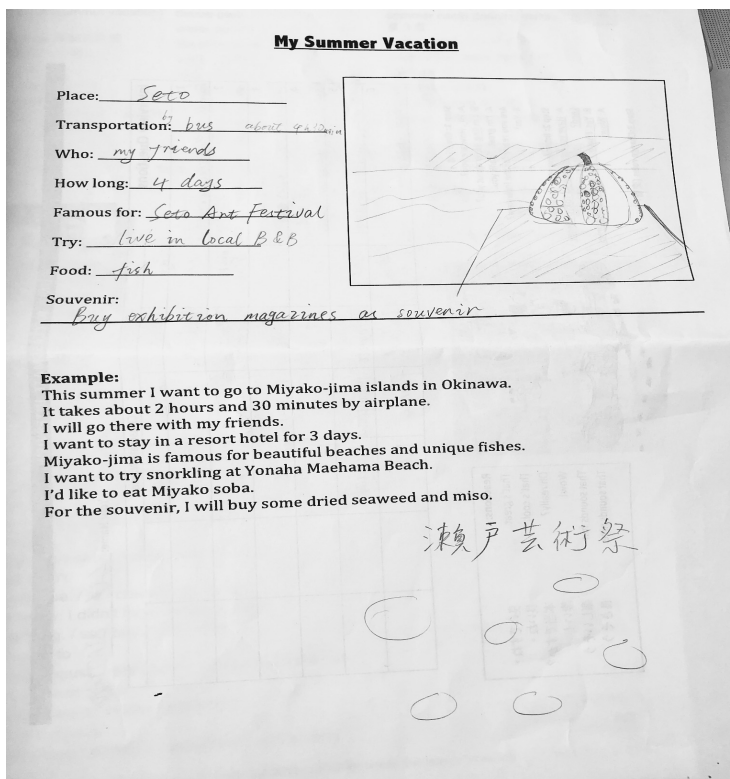 My Summer Vacation
Place: Seto
by
Transportation: bus about
Who: my friends
How long: 4 days
Famous for: Seto Art Festival
Try: live in local B & B
Food: fish
Souvenir:
Buy exhibition magazines as souvenir
Example:
This summer I want to go to Miyako-jima islands in Okinawa.
It takes about 2 hours and 30 minutes by airplane.
I will go there with my friends.
I want to stay in a resort hotel for 3 days.
Miyako-jima is famous for beautiful beaches and unique fishes.
I want to try snorkling at Yonaha Maehama Beach.
I'd like to eat Miyako soba.
For the souvenir, I will buy some dried seaweed and miso.
瀬戸芸術祭